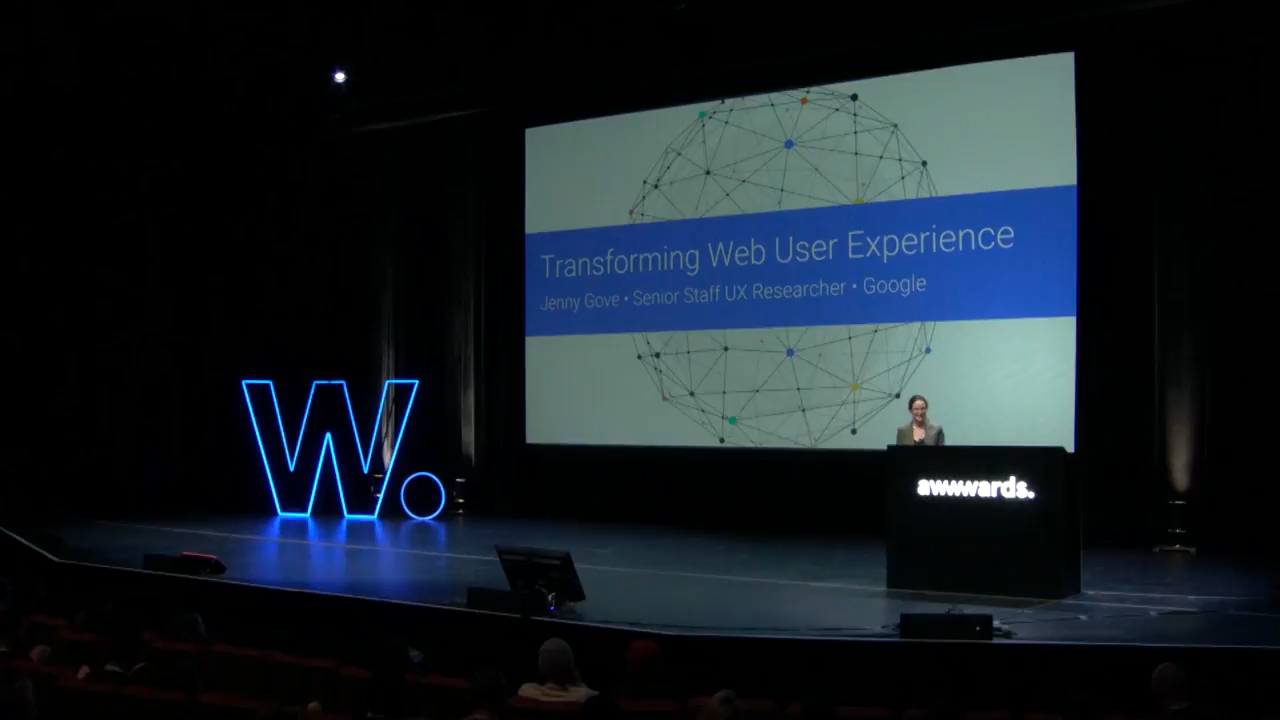 Transforming Web User Experience
Jenny Gove • Senior Staff UX Researcher • Google
W.
awwwards.